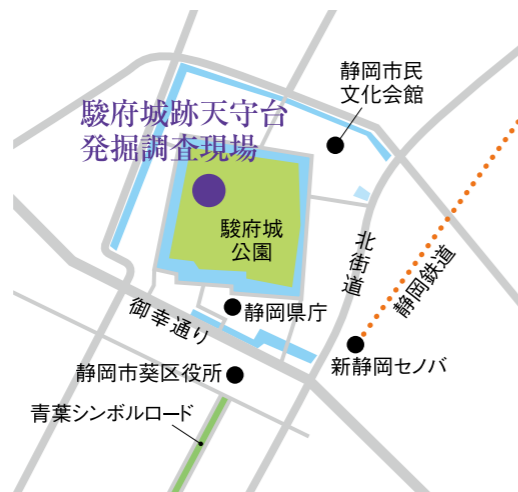 静岡市民
文化会館
駿府城跡天守台
発掘調査現場
駿府城
公園
北街道
静岡鉄道
静岡県庁
御幸通り
新静岡セノバ
静岡市葵区役所
青葉シンボルロード